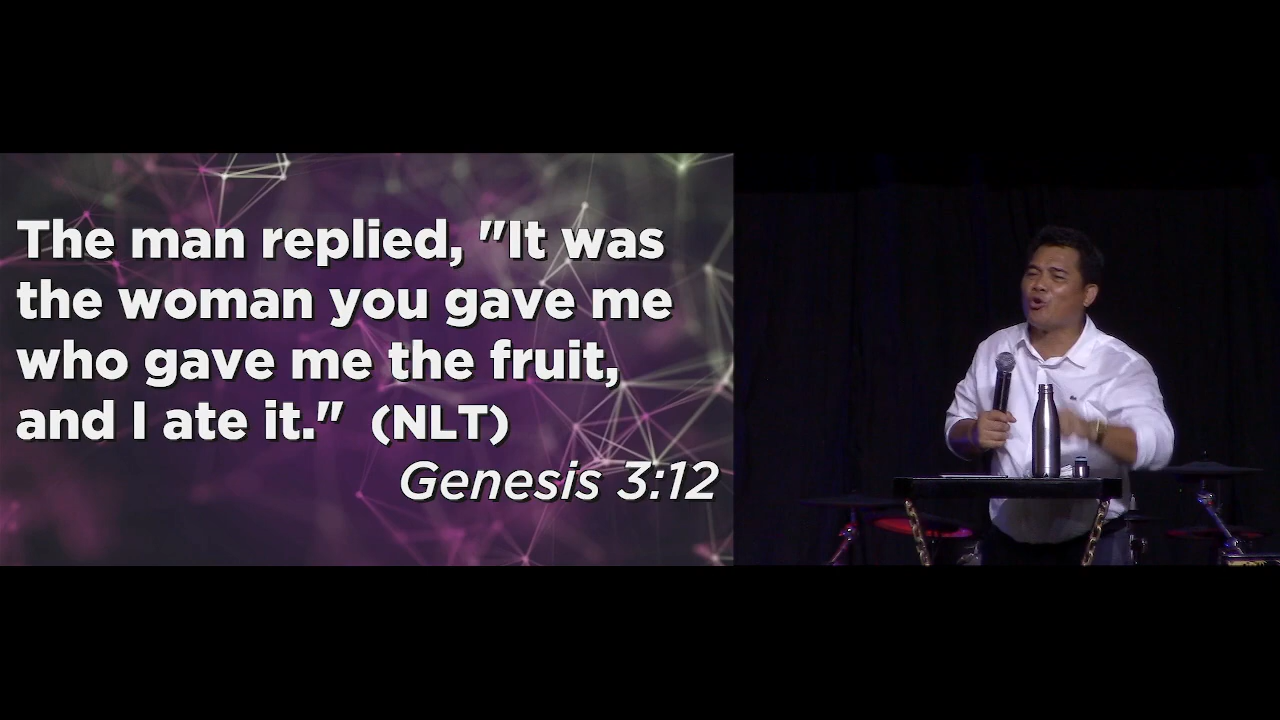 The man replied, "It was
the woman you gave me
who gave me the fruit,
and I ate it." (NLT)
Genesis 3:12